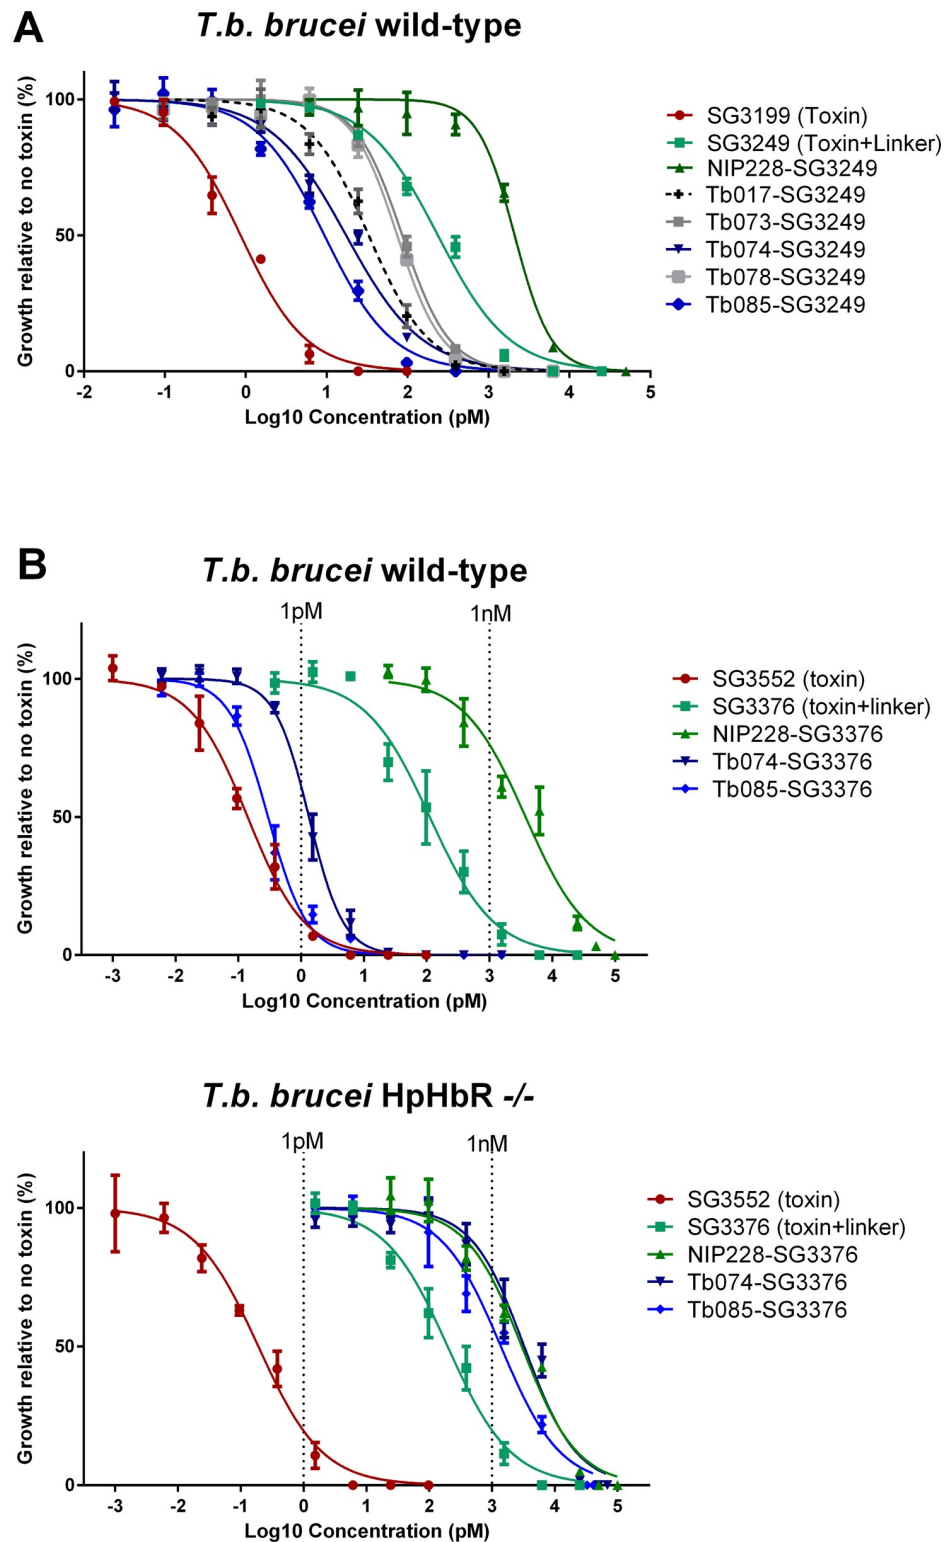 A
T.b. brucei wild-type
Growth relative to no toxin (%)
100
50
0
-2 -1 0 1 2 3 4 5
Log10 Concentration (pM)
SG3199 (Toxin)
SG3249 (Toxin+Linker)
NIP228-SG3249
Tb017-SG3249
Tb073-SG3249
Tb074-SG3249
Tb078-SG3249
Tb085-SG3249
B
T.b. brucei wild-type
1pM 1nM
Growth relative to no toxin (%)
100
50
0
-3 -2 -1 0 1 2 3 4 5
Log10 Concentration (pM)
SG3552 (toxin)
SG3376 (toxin+linker)
NIP228-SG3376
Tb074-SG3376
Tb085-SG3376
T.b. brucei HpHbR -/-
1pM 1nM
Growth relative to no toxin (%)
100
50
0
-3 -2 -1 0 1 2 3 4 5
Log10 Concentration (pM)
SG3552 (toxin)
SG3376 (toxin+linker)
NIP228-SG3376
Tb074-SG3376
Tb085-SG3376